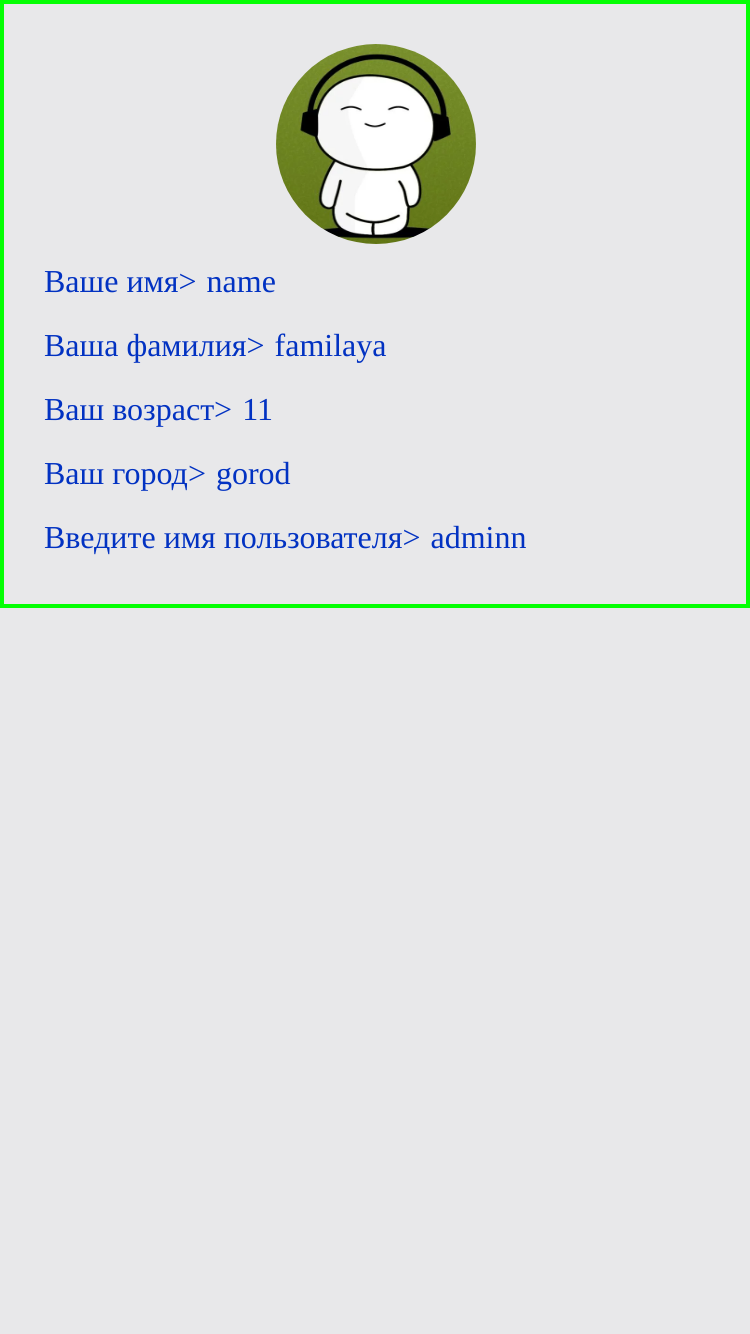 Ваше имя> name
Ваша фамилия> familaya
Ваш возраст> 11
Ваш город> gorod
Введите имя пользователя> adminn